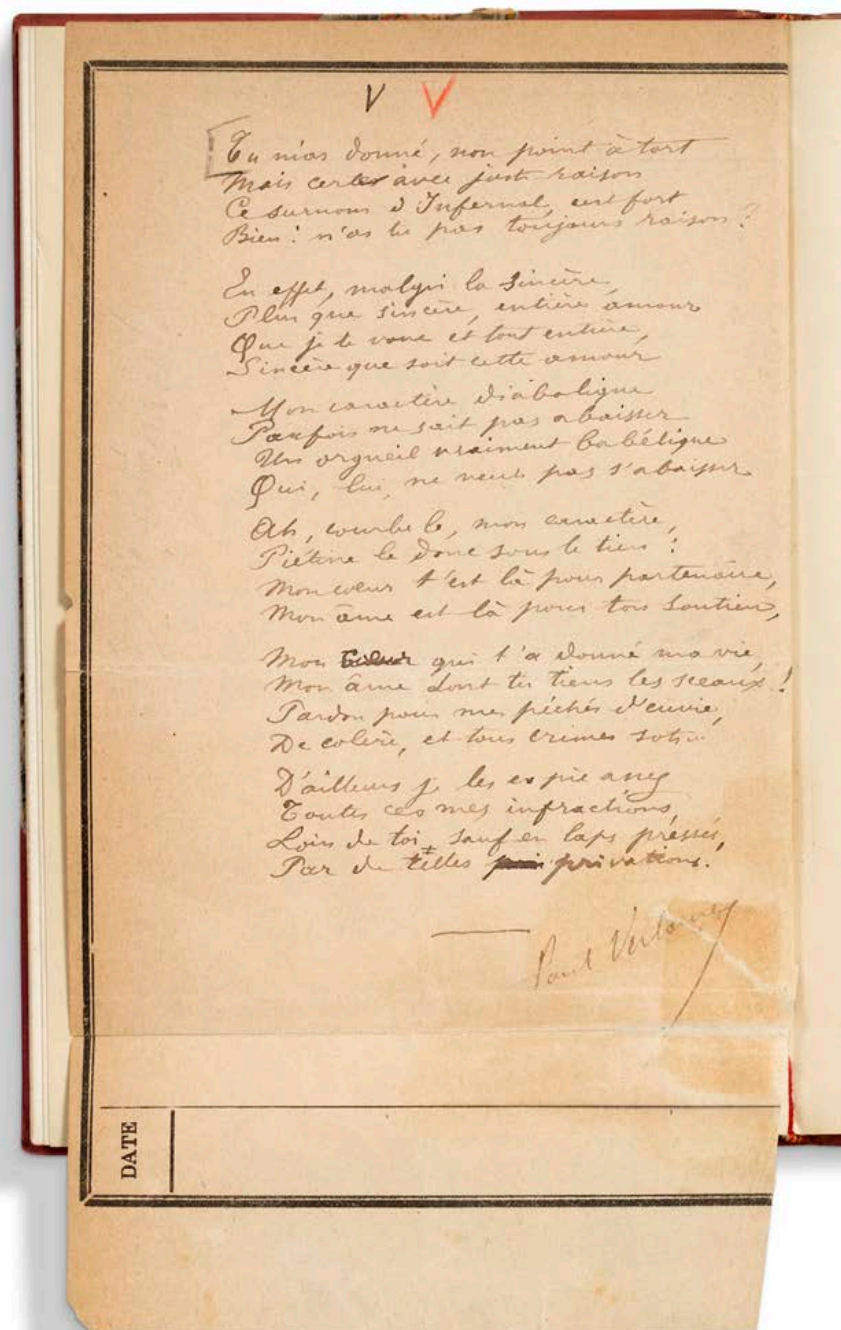 V V
Tu m'as donné, non point à tort
Mais certes avec juste raison
Ce surnom d'Infernal, c'est fort
Bien ! n'as tu pas toujours raison ?
En effet, malgré la sincère,
Plus que sincère, entière amour
Que je te voue et tout entière,
Sincère que soit cette amour
Mon caractère diabolique
Parfois ne sait pas abaisser
Un orgueil vraiment babélique
Qui, lui, ne veut pas s'abaisser
Ah, courbe le, mon caractère,
Piétine le donc sous le tien :
Mon cœur t'est là pour partenaire,
Mon âme est là pour ton soutien,
Mon qui t'a donné ma vie,
Mon âme dont tu tiens les sceaux !
Pardon pour mes péchés d'envie,
De colère, et tous crimes sots
D'ailleurs je les expie assez
Toutes ces mes infractions,
Loin de toi, sauf en laps pressés,
Par de telles privations.
Paul Verlaine
DATE